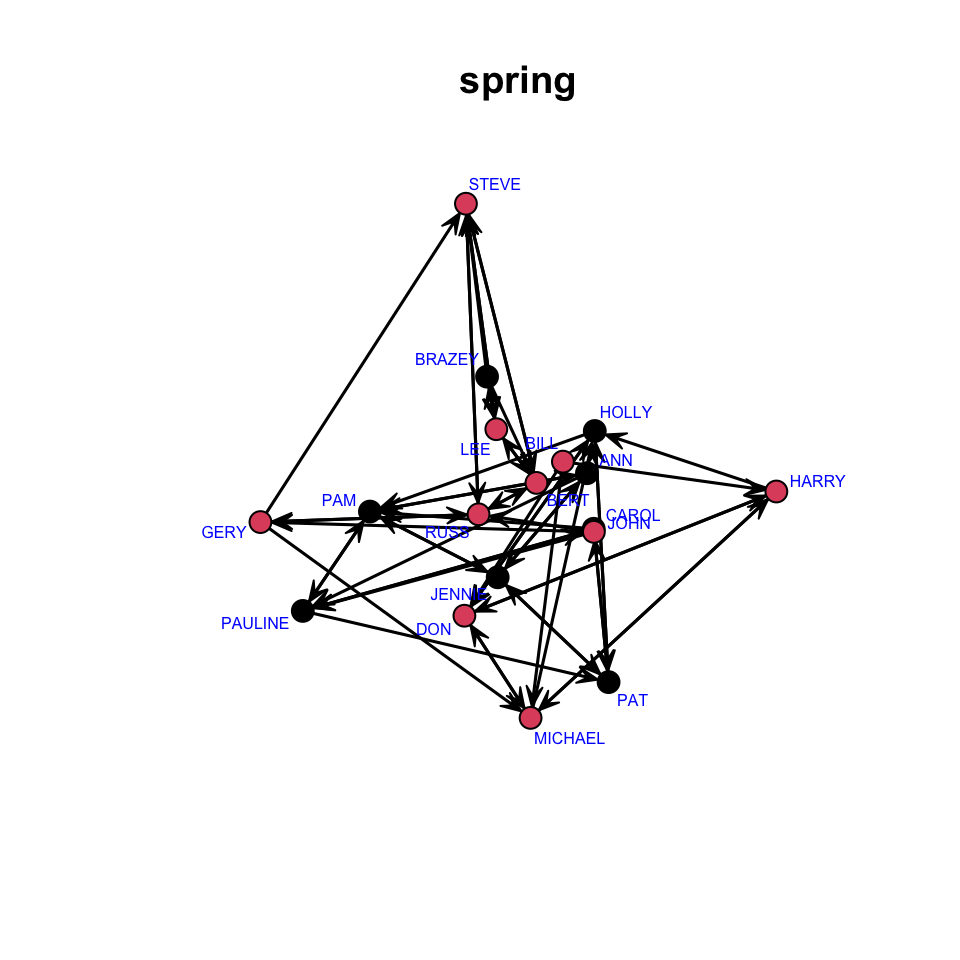 spring
STEVE
BRAZEY
HOLLY
BILL
LEE
ANN
HARRY
PAM
BERT
CAROL
JOHN
GERY
RUSS
JENNIE
PAULINE
DON
PAT
MICHAEL